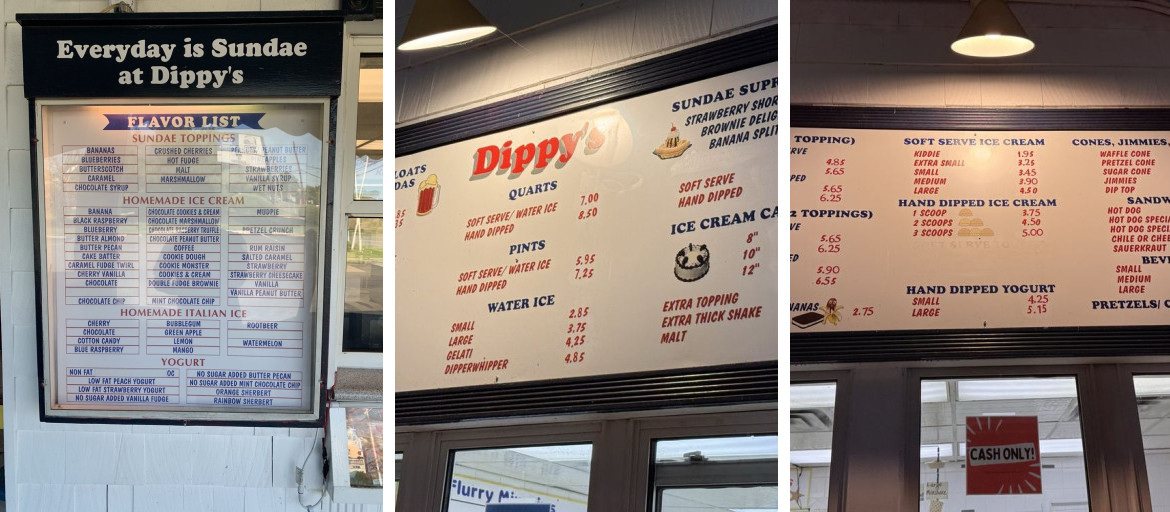 Everyday is Sundae
at Dippy's
FLAVOR LIST
SUNDAE TOPPINGS
BANANAS
BLUEBERRIES
BUTTERSCOTCH
CARAMEL
CHOCOLATE SYRUP
CRUSHED CHERRIES
HOT FUDGE
MALT
MARSHMALLOW
PEANUT BUTTER
STRAWBERRIES
VANILLA SYRUP
WET NUTS
HOMEMADE ICE CREAM
BANANA
BLACK RASPBERRY
BLUEBERRY
BUTTER ALMOND
BUTTER PECAN
CAKE BATTER
CARAMEL FUDGE TWIRL
CHERRY VANILLA
CHOCOLATE
CHOCOLATE CHIP
CHOCOLATE COOKIES & CREAM
CHOCOLATE MARSHMALLOW
CHOCOLATE RASPBERRY TRUFFLE
CHOCOLATE PEANUT BUTTER
COFFEE
COOKIE DOUGH
COOKIE MONSTER
COOKIES & CREAM
DOUBLE FUDGE BROWNIE
MINT CHOCOLATE CHIP
MUDPIE
PRETZEL CRUNCH
RUM RAISIN
SALTED CARAMEL
STRAWBERRY
STRAWBERRY CHEESECAKE
VANILLA
VANILLA PEANUT BUTTER
HOMEMADE ITALIAN ICE
CHERRY
CHOCOLATE
COTTON CANDY
BLUE RASPBERRY
BUBBLEGUM
GREEN APPLE
LEMON
MANGO
ROOTBEER
WATERMELON
YOGURT
NON FAT
LOW FAT PEACH YOGURT
LOW FAT STRAWBERRY YOGURT
NO SUGAR ADDED VANILLA FUDGE
NO SUGAR ADDED BUTTER PECAN
NO SUGAR ADDED MINT CHOCOLATE CHIP
ORANGE SHERBERT
RAINBOW SHERBERT
LOATS
DAS
Dippy's
QUARTS
SOFT SERVE/ WATER ICE 7.00
HAND DIPPED 8.50
PINTS
SOFT SERVE/ WATER ICE 5.95
HAND DIPPED 7.25
WATER ICE
SMALL 2.85
LARGE 3.75
GELATI 4.25
DIPPERWHIPPER 4.85
SUNDAE SUPR
STRAWBERRY SHOR
BROWNIE DELIG
BANANA SPLIT
SOFT SERVE
HAND DIPPED
ICE CREAM CA
8"
10"
12"
EXTRA TOPPING
EXTRA THICK SHAKE
MALT
Flurry Mi
TOPPING)
RVE
4.85
5.65
5.65
6.25
2 TOPPINGS)
5.65
6.25
ED
5.90
6.55
NANAS 2.75
SOFT SERVE ICE CREAM
KIDDIE 1.95
EXTRA SMALL 3.25
SMALL 3.45
MEDIUM 3.90
LARGE 4.50
HAND DIPPED ICE CREAM
1 SCOOP 3.75
2 SCOOPS 4.50
3 SCOOPS 5.00
HAND DIPPED YOGURT
SMALL 4.25
LARGE 5.15
CONES, JIMMIES,
WAFFLE CONE
PRETZEL CONE
SUGAR CONE
JIMMIES
DIP TOP
SANDW
HOT DOG
HOT DOG SPECI
HOT DOG SPECI
CHILE OR CHEE
SAUERKRAUT
BEV
SMALL
MEDIUM
LARGE
PRETZELS/ C
CASH ONLY!